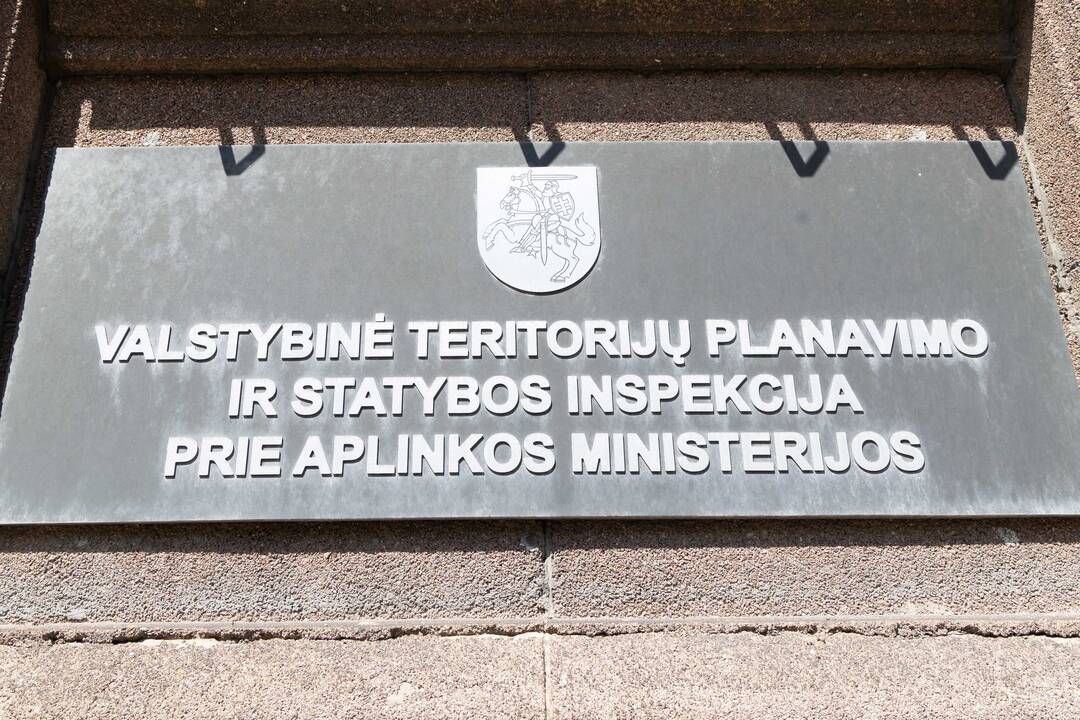 VALSTYBINĖ TERITORIJŲ PLANAVIMO
IR STATYBOS INSPEKCIJA
PRIE APLINKOS MINISTERIJOS